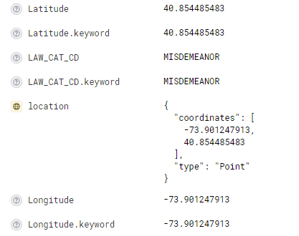 Latitude 40.854485483
Latitude.keyword 40.854485483
LAW_CAT_CD MISDEMEANOR
LAW_CAT_CD.keyword MISDEMEANOR
location {
"coordinates": [
-73.901247913,
40.854485483
],
"type": "Point"
}
Longitude -73.901247913
Longitude.keyword -73.901247913